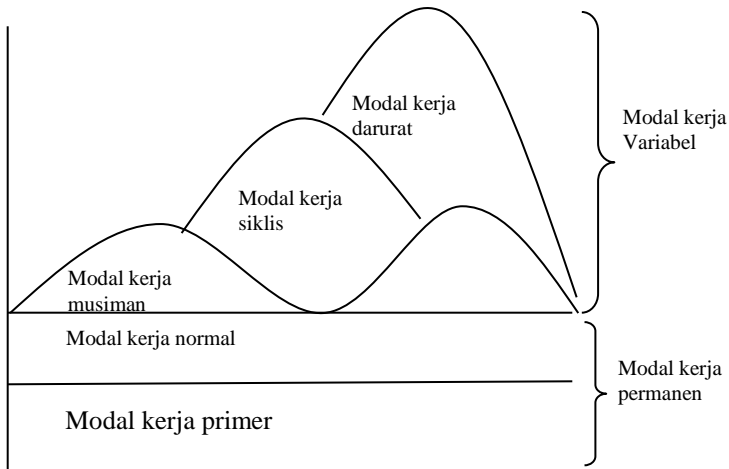 Modal kerja
darurat
Modal kerja
Variabel
Modal kerja
siklis
Modal kerja
musiman
Modal kerja normal
Modal kerja
permanen
Modal kerja primer